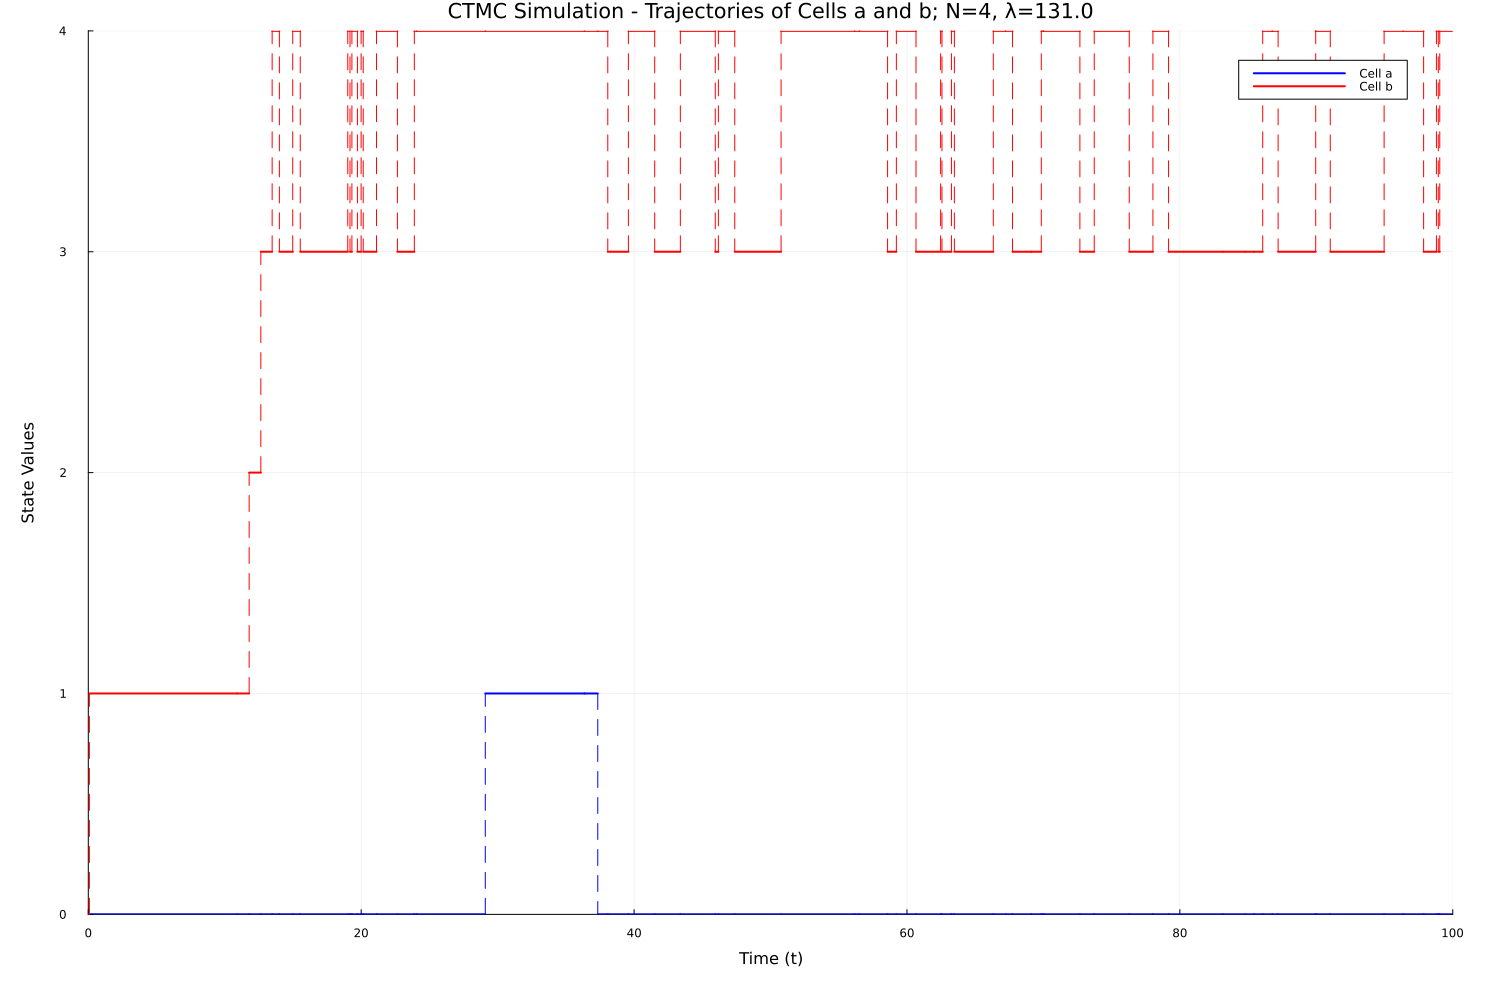 CTMC Simulation - Trajectories of Cells a and b; N=4, λ=131.0
4
Cell a
Cell b
3
State Values
2
1
0
0 20 40 60 80 100
Time (t)